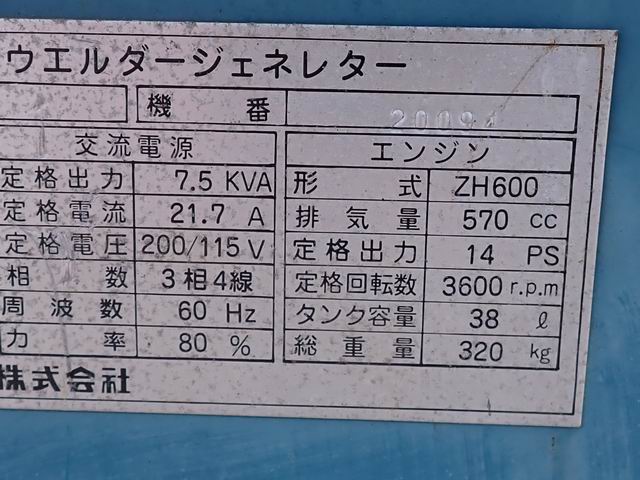 ウエルダージェネレター
機番 20094
交流電源 エンジン
定格出力 7.5 KVA 形式 ZH600
定格電流 21.7 A 排気量 570 cc
定格電圧 200/115 V 定格出力 14 PS
相数 3相4線 定格回転数 3600 r.p.m
周波数 60 Hz タンク容量 38 ℓ
力率 80 % 総重量 320 kg
株式会社